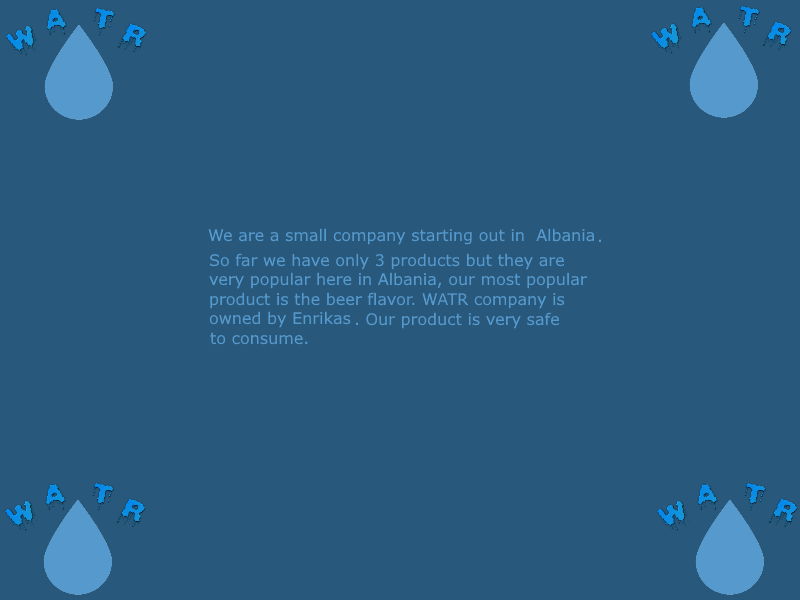 WATR
WATR
We are a small company starting out in Albania.
So far we have only 3 products but they are
very popular here in Albania, our most popular
product is the beer flavor. WATR company is
owned by Enrikas. Our product is very safe
to consume.
WATR
WATR